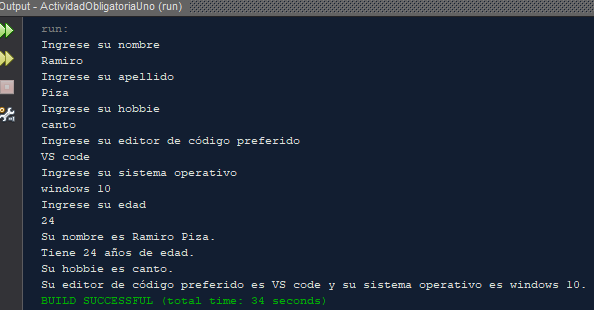 Output - ActividadObligatoriaUno (run)
run:
Ingrese su nombre
Ramiro
Ingrese su apellido
Piza
Ingrese su hobbie
canto
Ingrese su editor de código preferido
VS code
Ingrese su sistema operativo
windows 10
Ingrese su edad
24
Su nombre es Ramiro Piza.
Tiene 24 años de edad.
Su hobbie es canto.
Su editor de código preferido es VS code y su sistema operativo es windows 10.
BUILD SUCCESSFUL (total time: 34 seconds)